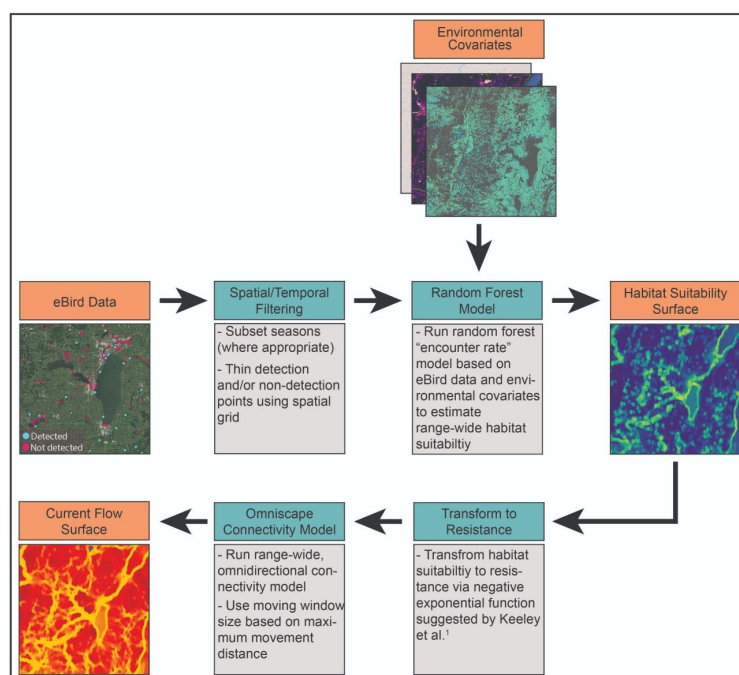 Environmental
Covariates
eBird Data
Detected
Not detected
Spatial/Temporal
Filtering
- Subset seasons
(where appropriate)
- Thin detection
and/or non-detection
points using spatial
grid
Random Forest
Model
- Run random forest
“encounter rate”
model based on
eBird data and envi-
ronmental covariates
to estimate
range-wide habitat
suitabiltiy
Habitat Suitability
Surface
Current Flow
Surface
Omniscape
Connectivity Model
- Run range-wide,
omnidirectional con-
nectivity model
- Use moving window
size based on maxi-
mum movement
distance
Transform to
Resistance
- Transfrom habitat
suitabiltiy to resis-
tance via negative
exponential function
suggested by Keeley
et al.¹